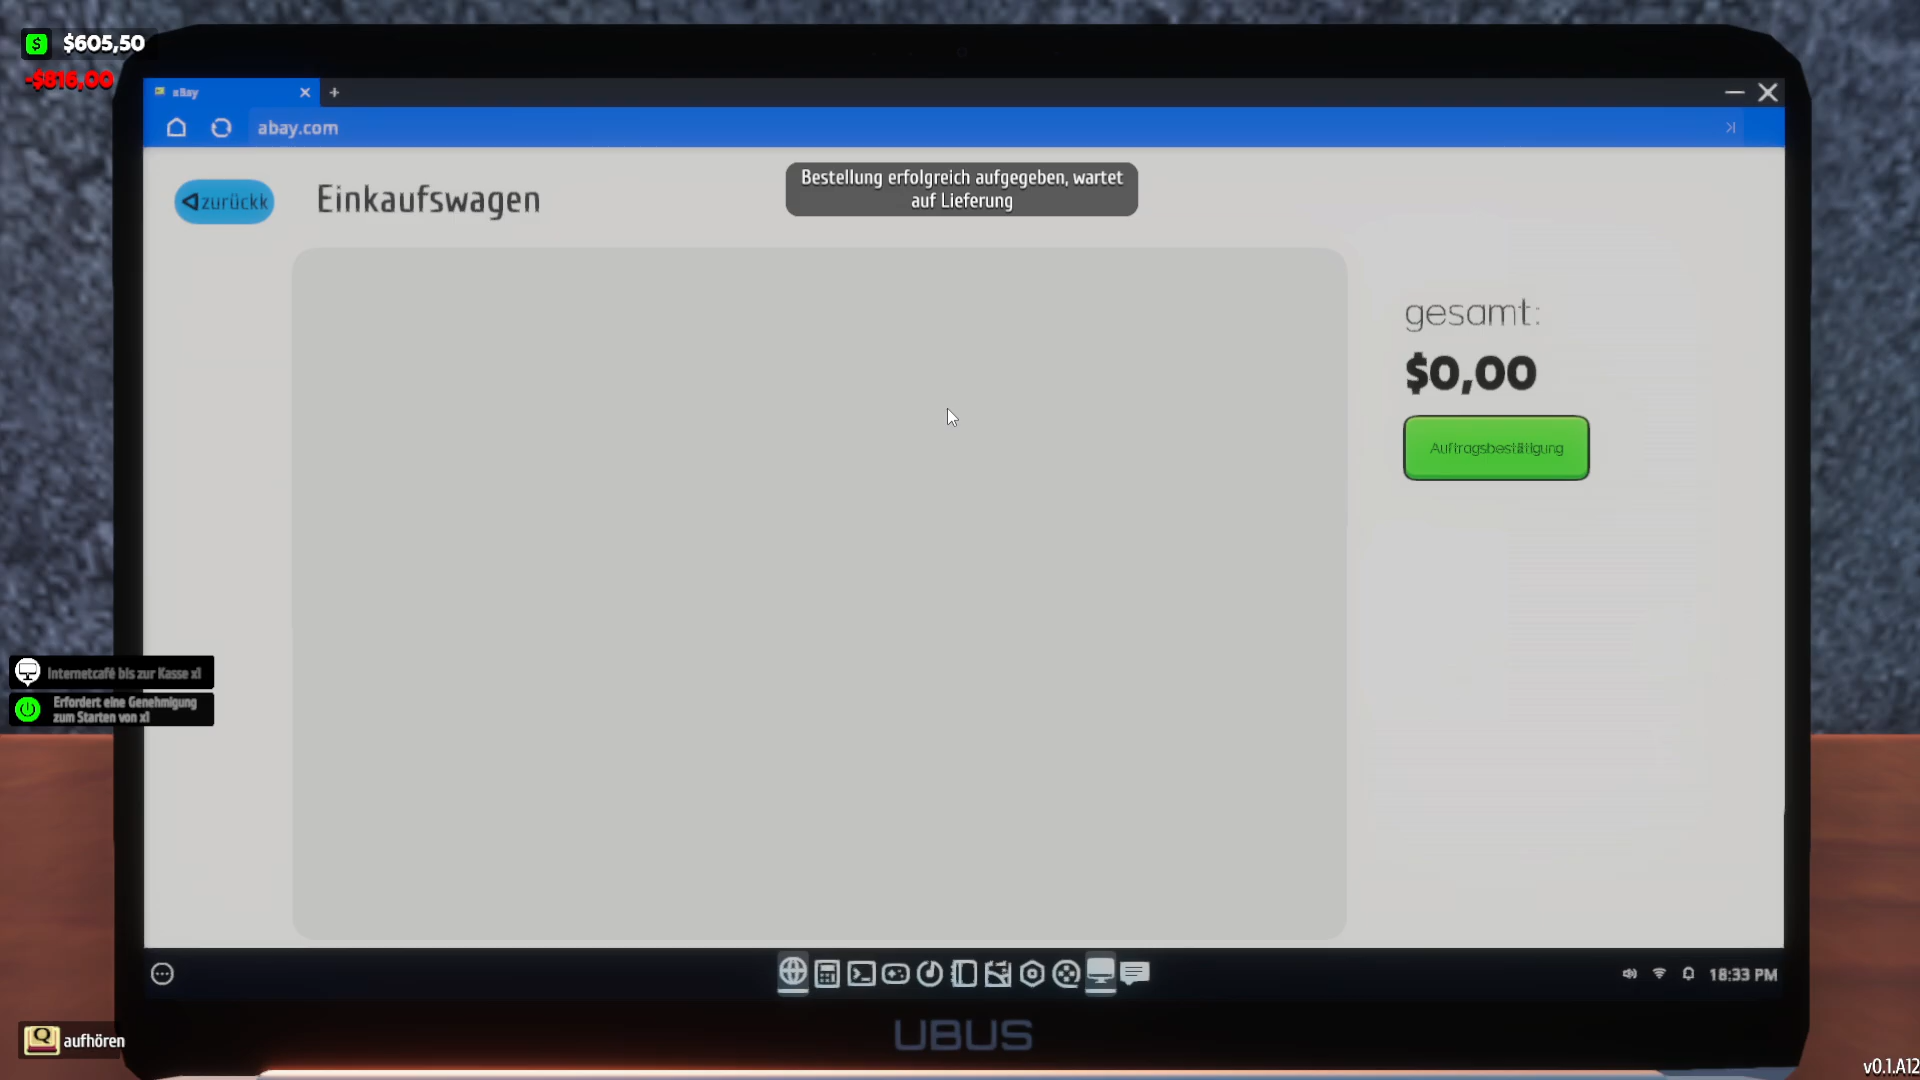 $605,50
-$816,00
aBay
abay.com
zurückk
Einkaufswagen
Bestellung erfolgreich aufgegeben, wartet
auf Lieferung
gesamt:
$0,00
Auftragsbestätigung
Internetcafé bis zur Kasse x1
Erfordert eine Genehmigung
zum Starten von x1
18:33 PM
UBUS
Q aufhören
v0.1.A12